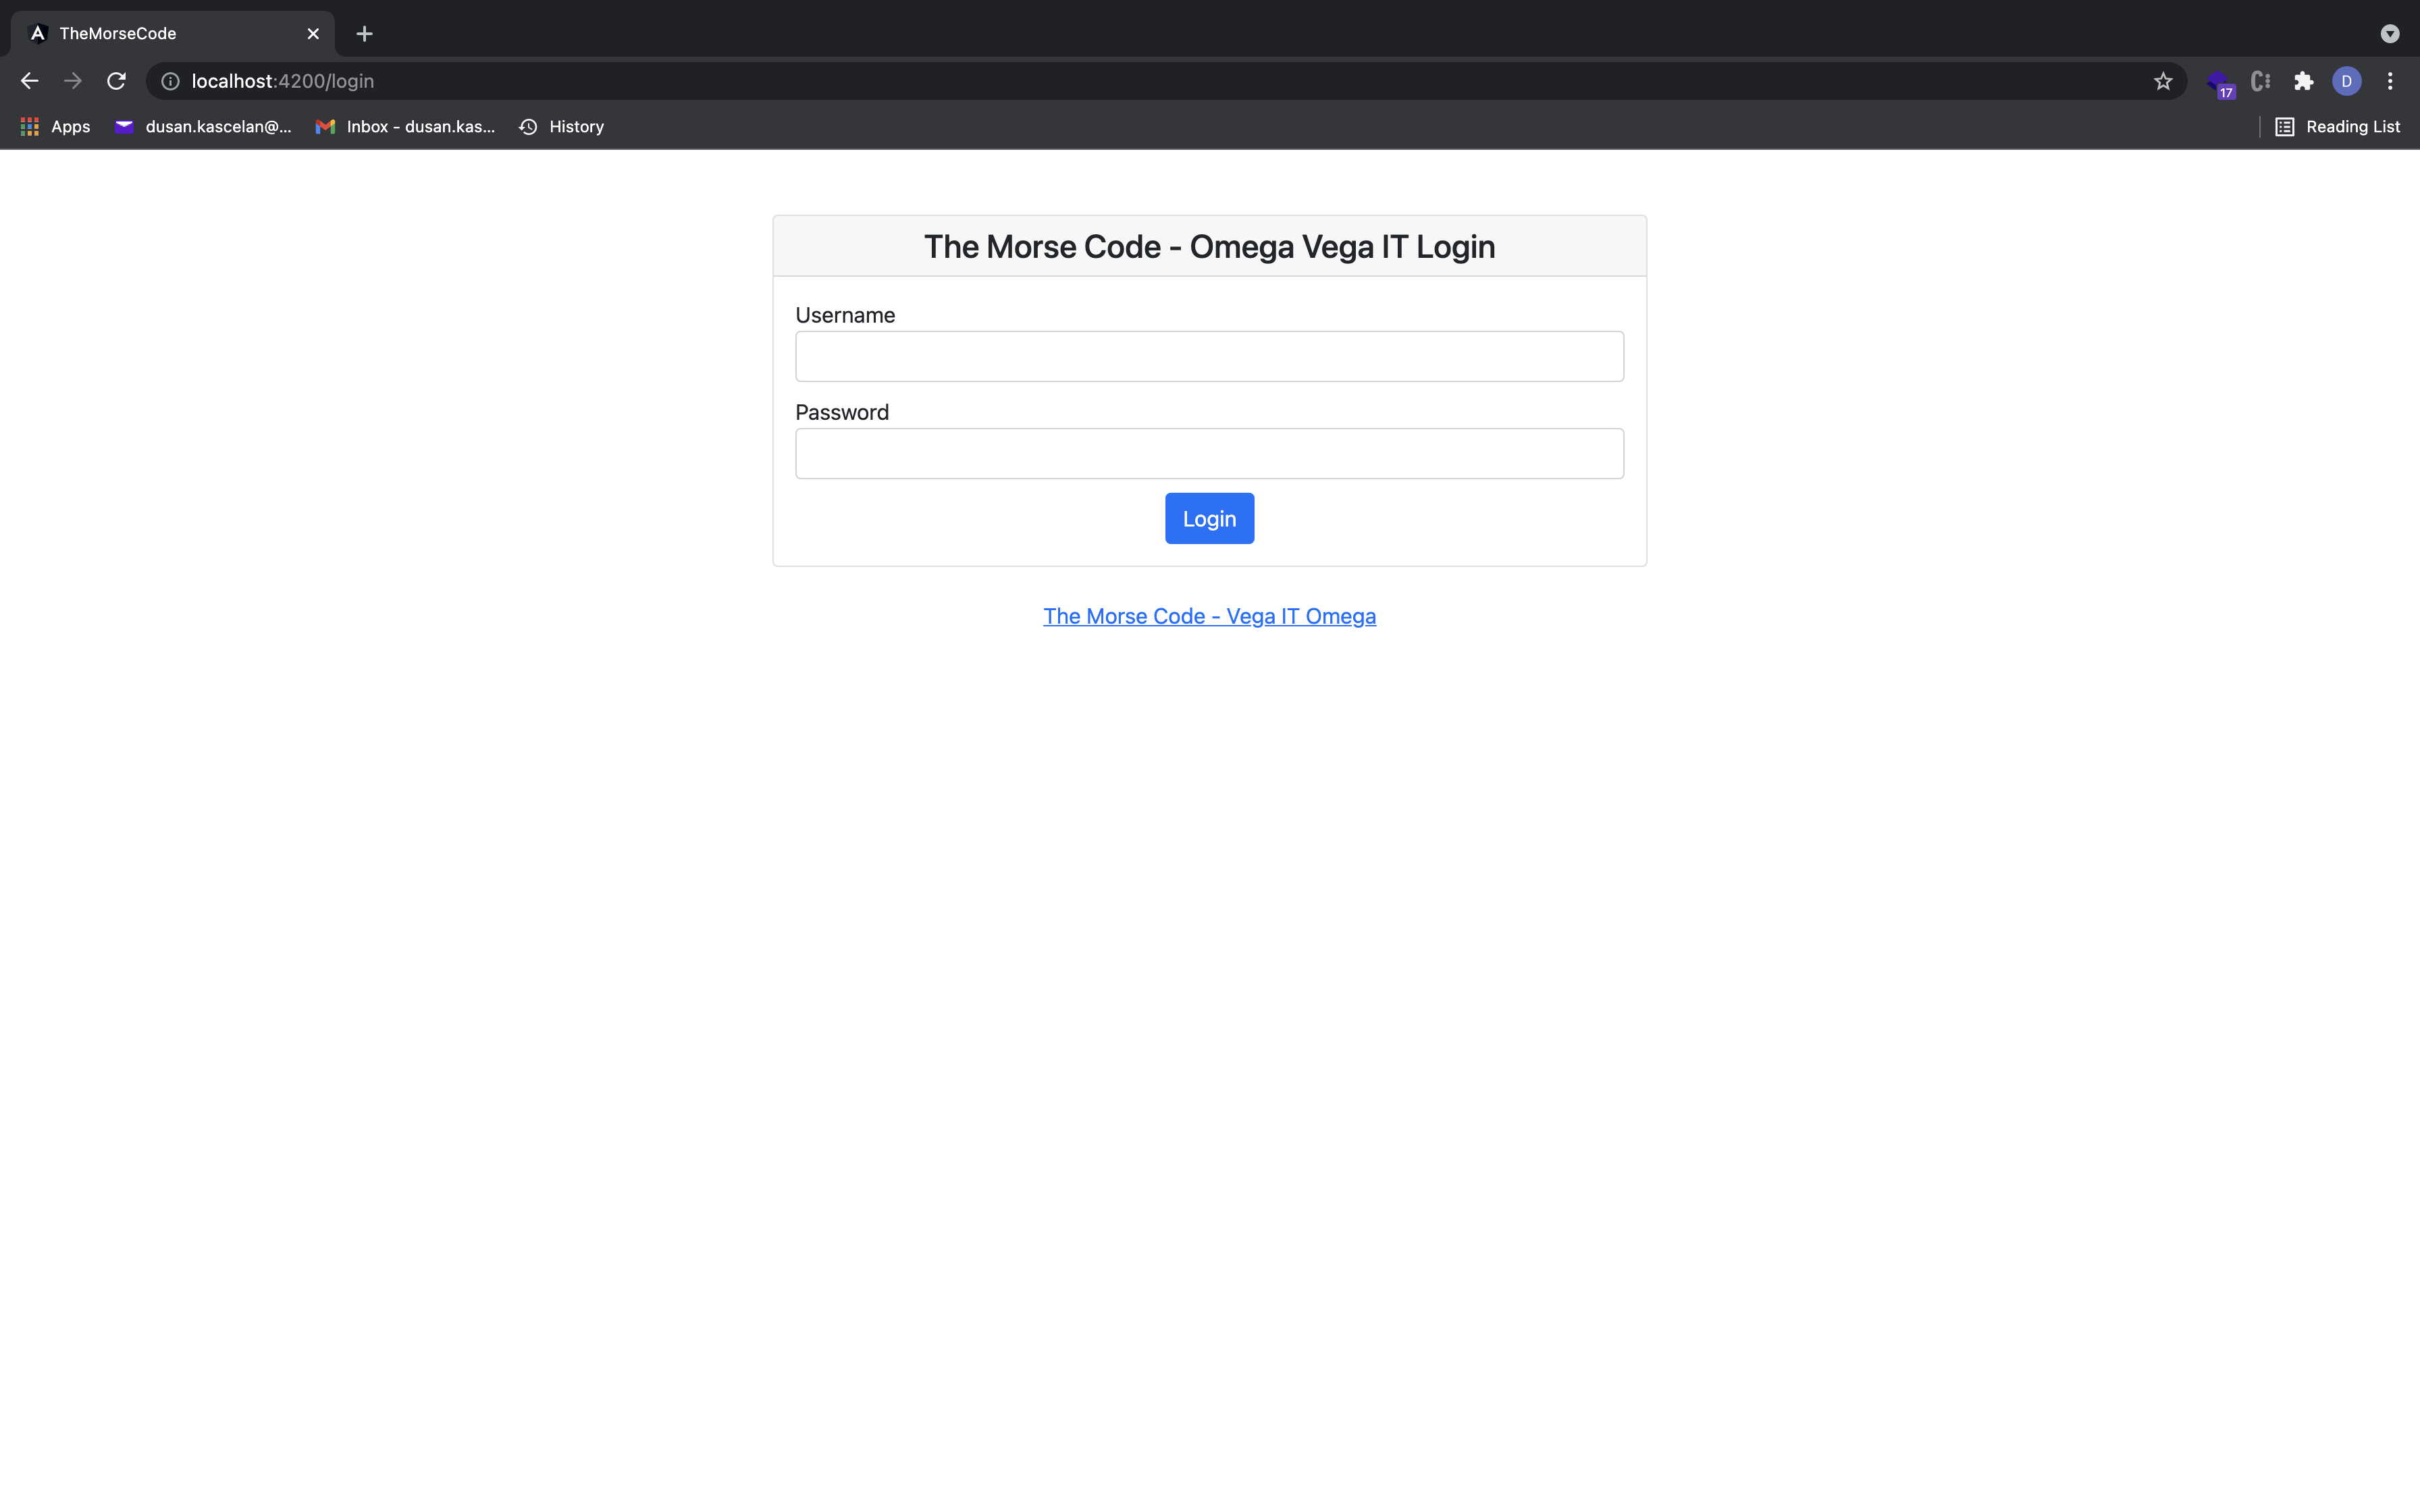 TheMorseCode
localhost:4200/login
17
D
Apps
dusan.kascelan@...
Inbox - dusan.kas...
History
Reading List
The Morse Code - Omega Vega IT Login
Username
Password
Login
The Morse Code - Vega IT Omega